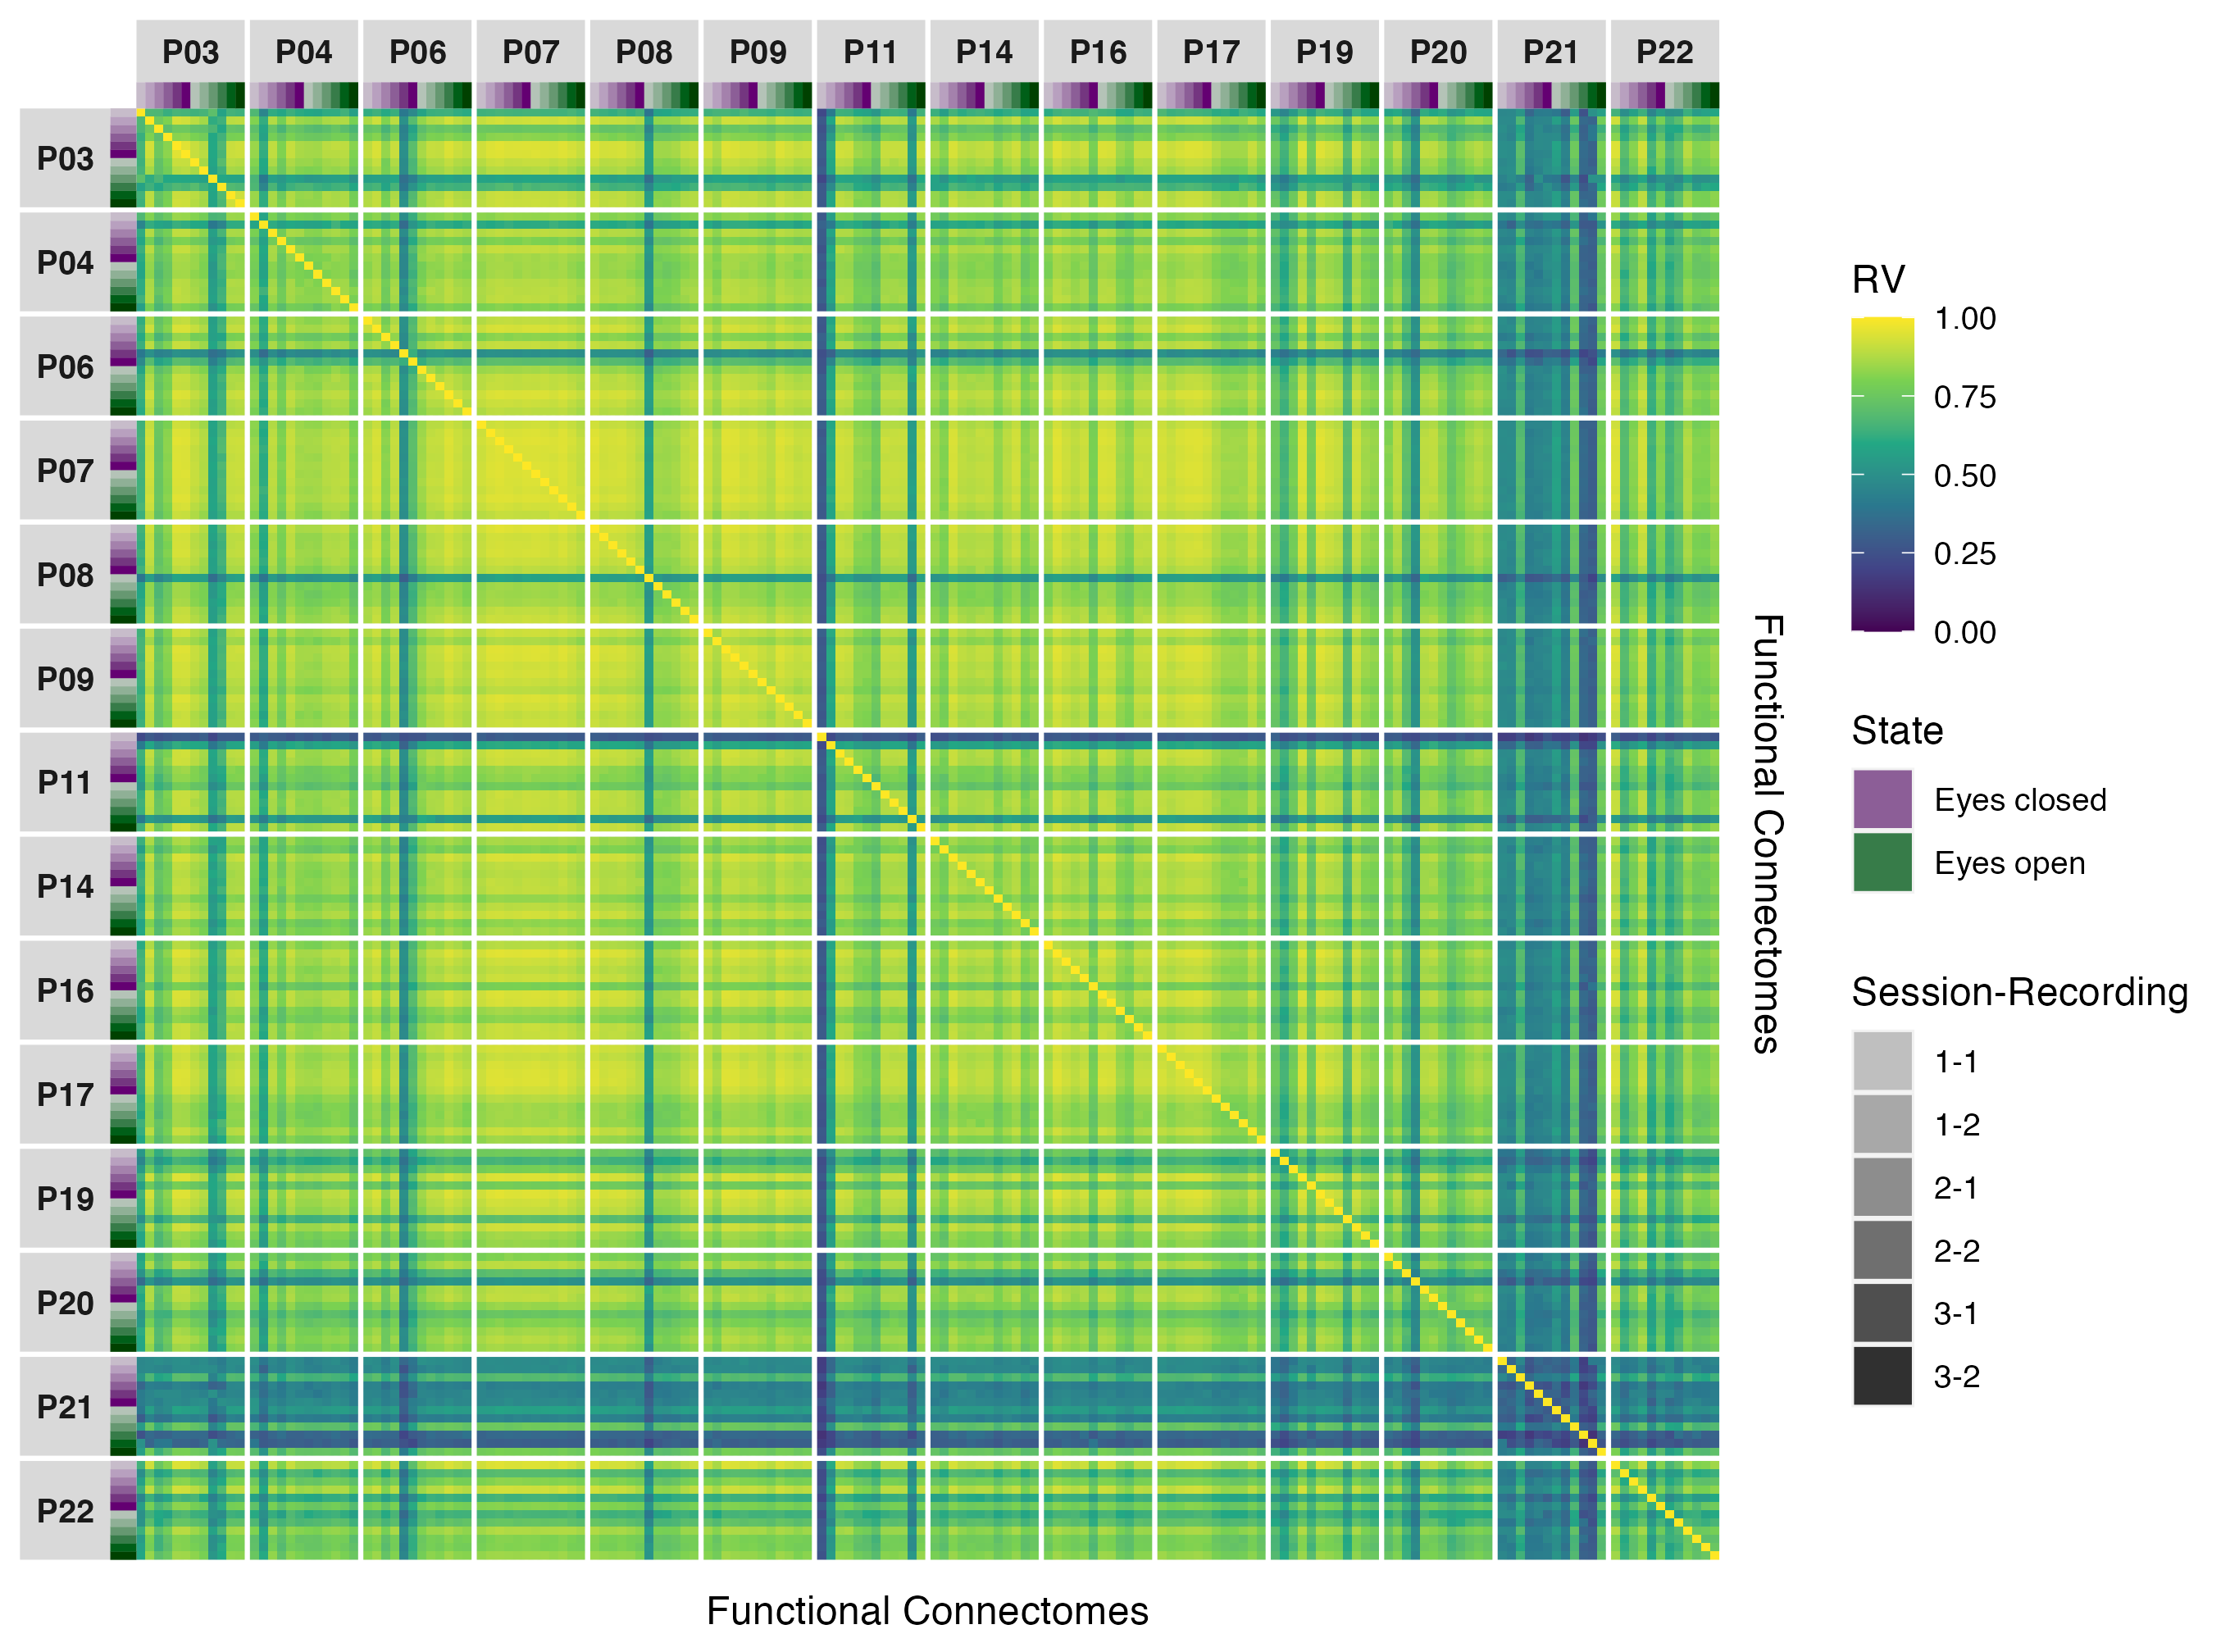 P03 P04 P06 P07 P08 P09 P11 P14 P16 P17 P19 P20 P21 P22
P03
P04
P06
P07
P08
P09
P11
P14
P16
P17
P19
P20
P21
P22
Functional Connectomes
Functional Connectomes
RV
1.00
0.75
0.50
0.25
0.00
State
Eyes closed
Eyes open
Session-Recording
1-1
1-2
2-1
2-2
3-1
3-2